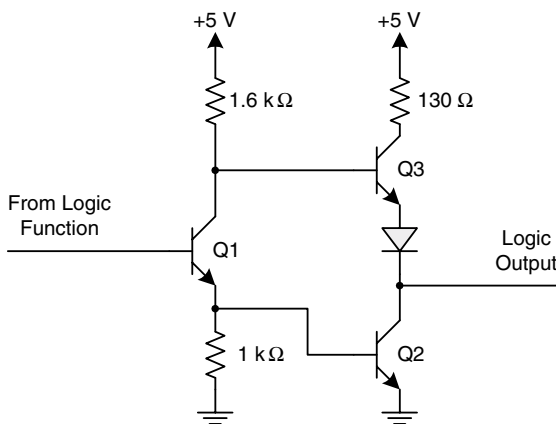 +5 V
+5 V
1.6 kΩ
130 Ω
Q3
From Logic
Function
Q1
Logic
Output
1 kΩ
Q2